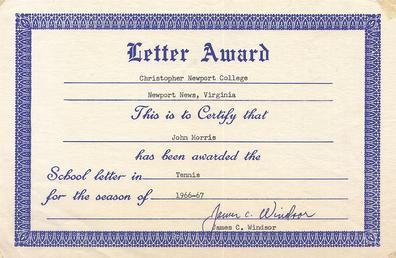 Letter Award
Christopher Newport College
Newport News, Virginia
This is to Certify that
John Morris
has been awarded the
School letter in Tennis
for the season of 1966-67
James C. Windsor
James C. Windsor